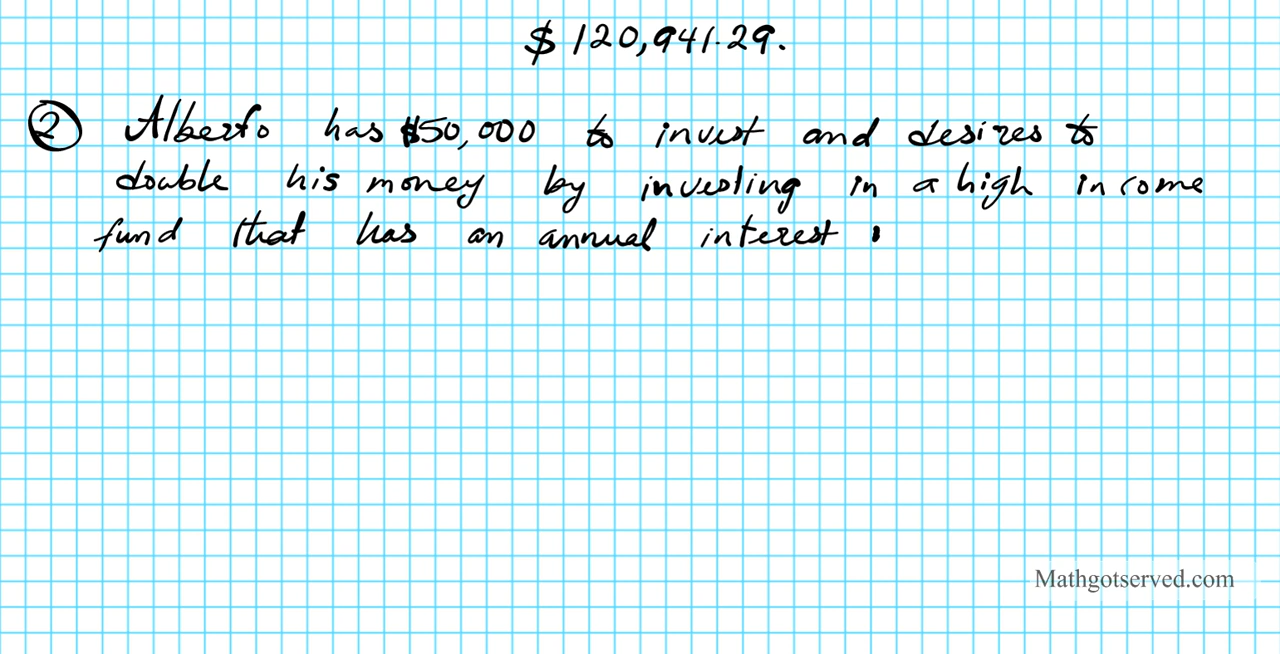 $120,941.29.
② Alberto has $50,000 to invest and desires to
double his money by investing in a high income
fund that has an annual interest
Mathgotserved.com